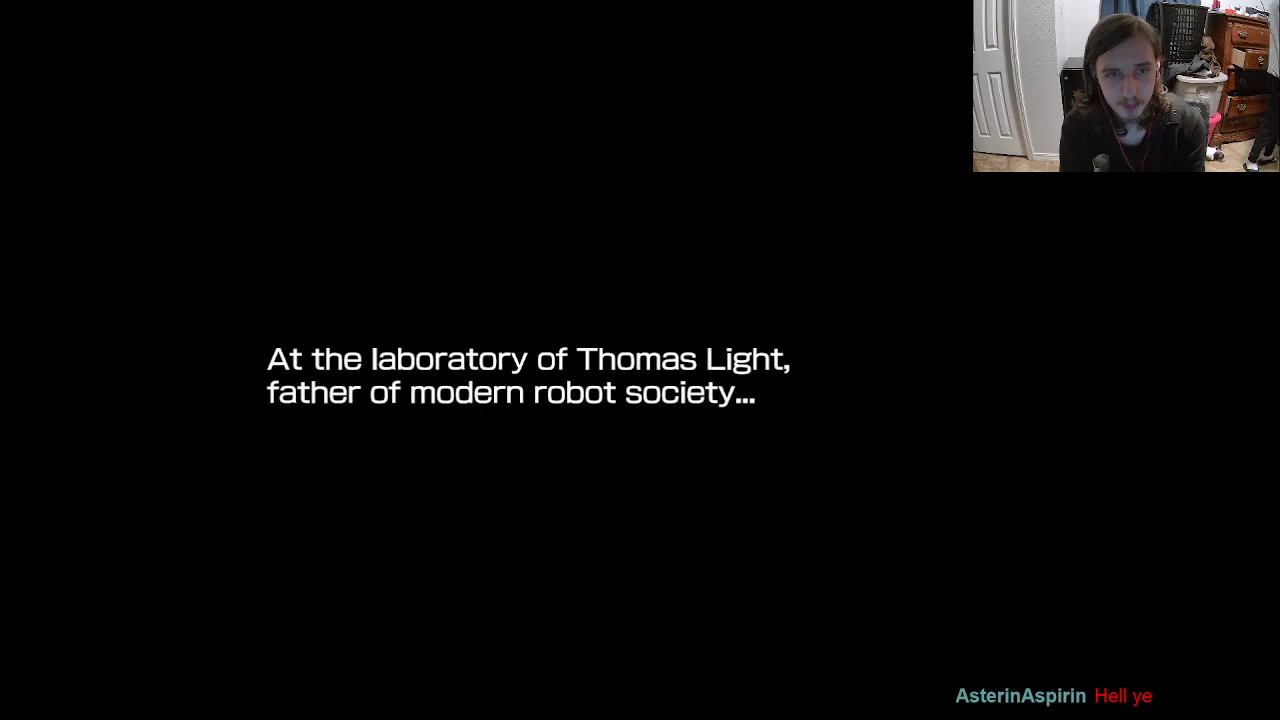 At the laboratory of Thomas Light,
father of modern robot society...
AsterinAspirin Hell ye